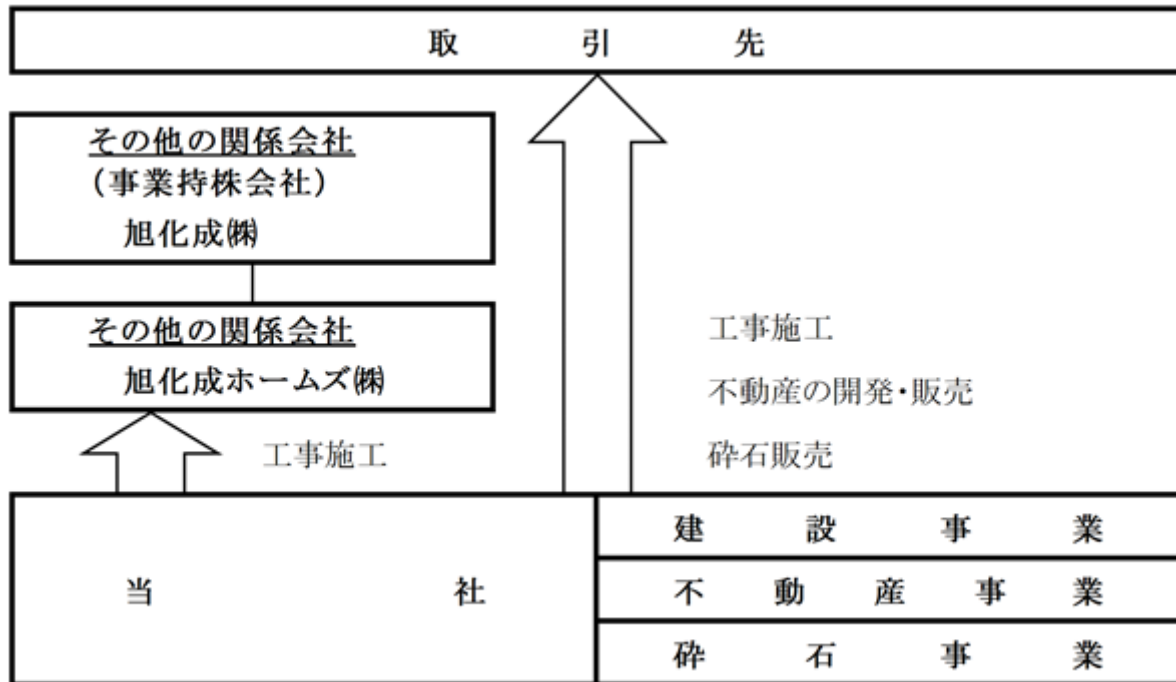 取引先
その他の関係会社
(事業持株会社)
旭化成㈱
その他の関係会社
旭化成ホームズ㈱
工事施工
工事施工
不動産の開発・販売
砕石販売
当社
建設事業
不動産事業
砕石事業